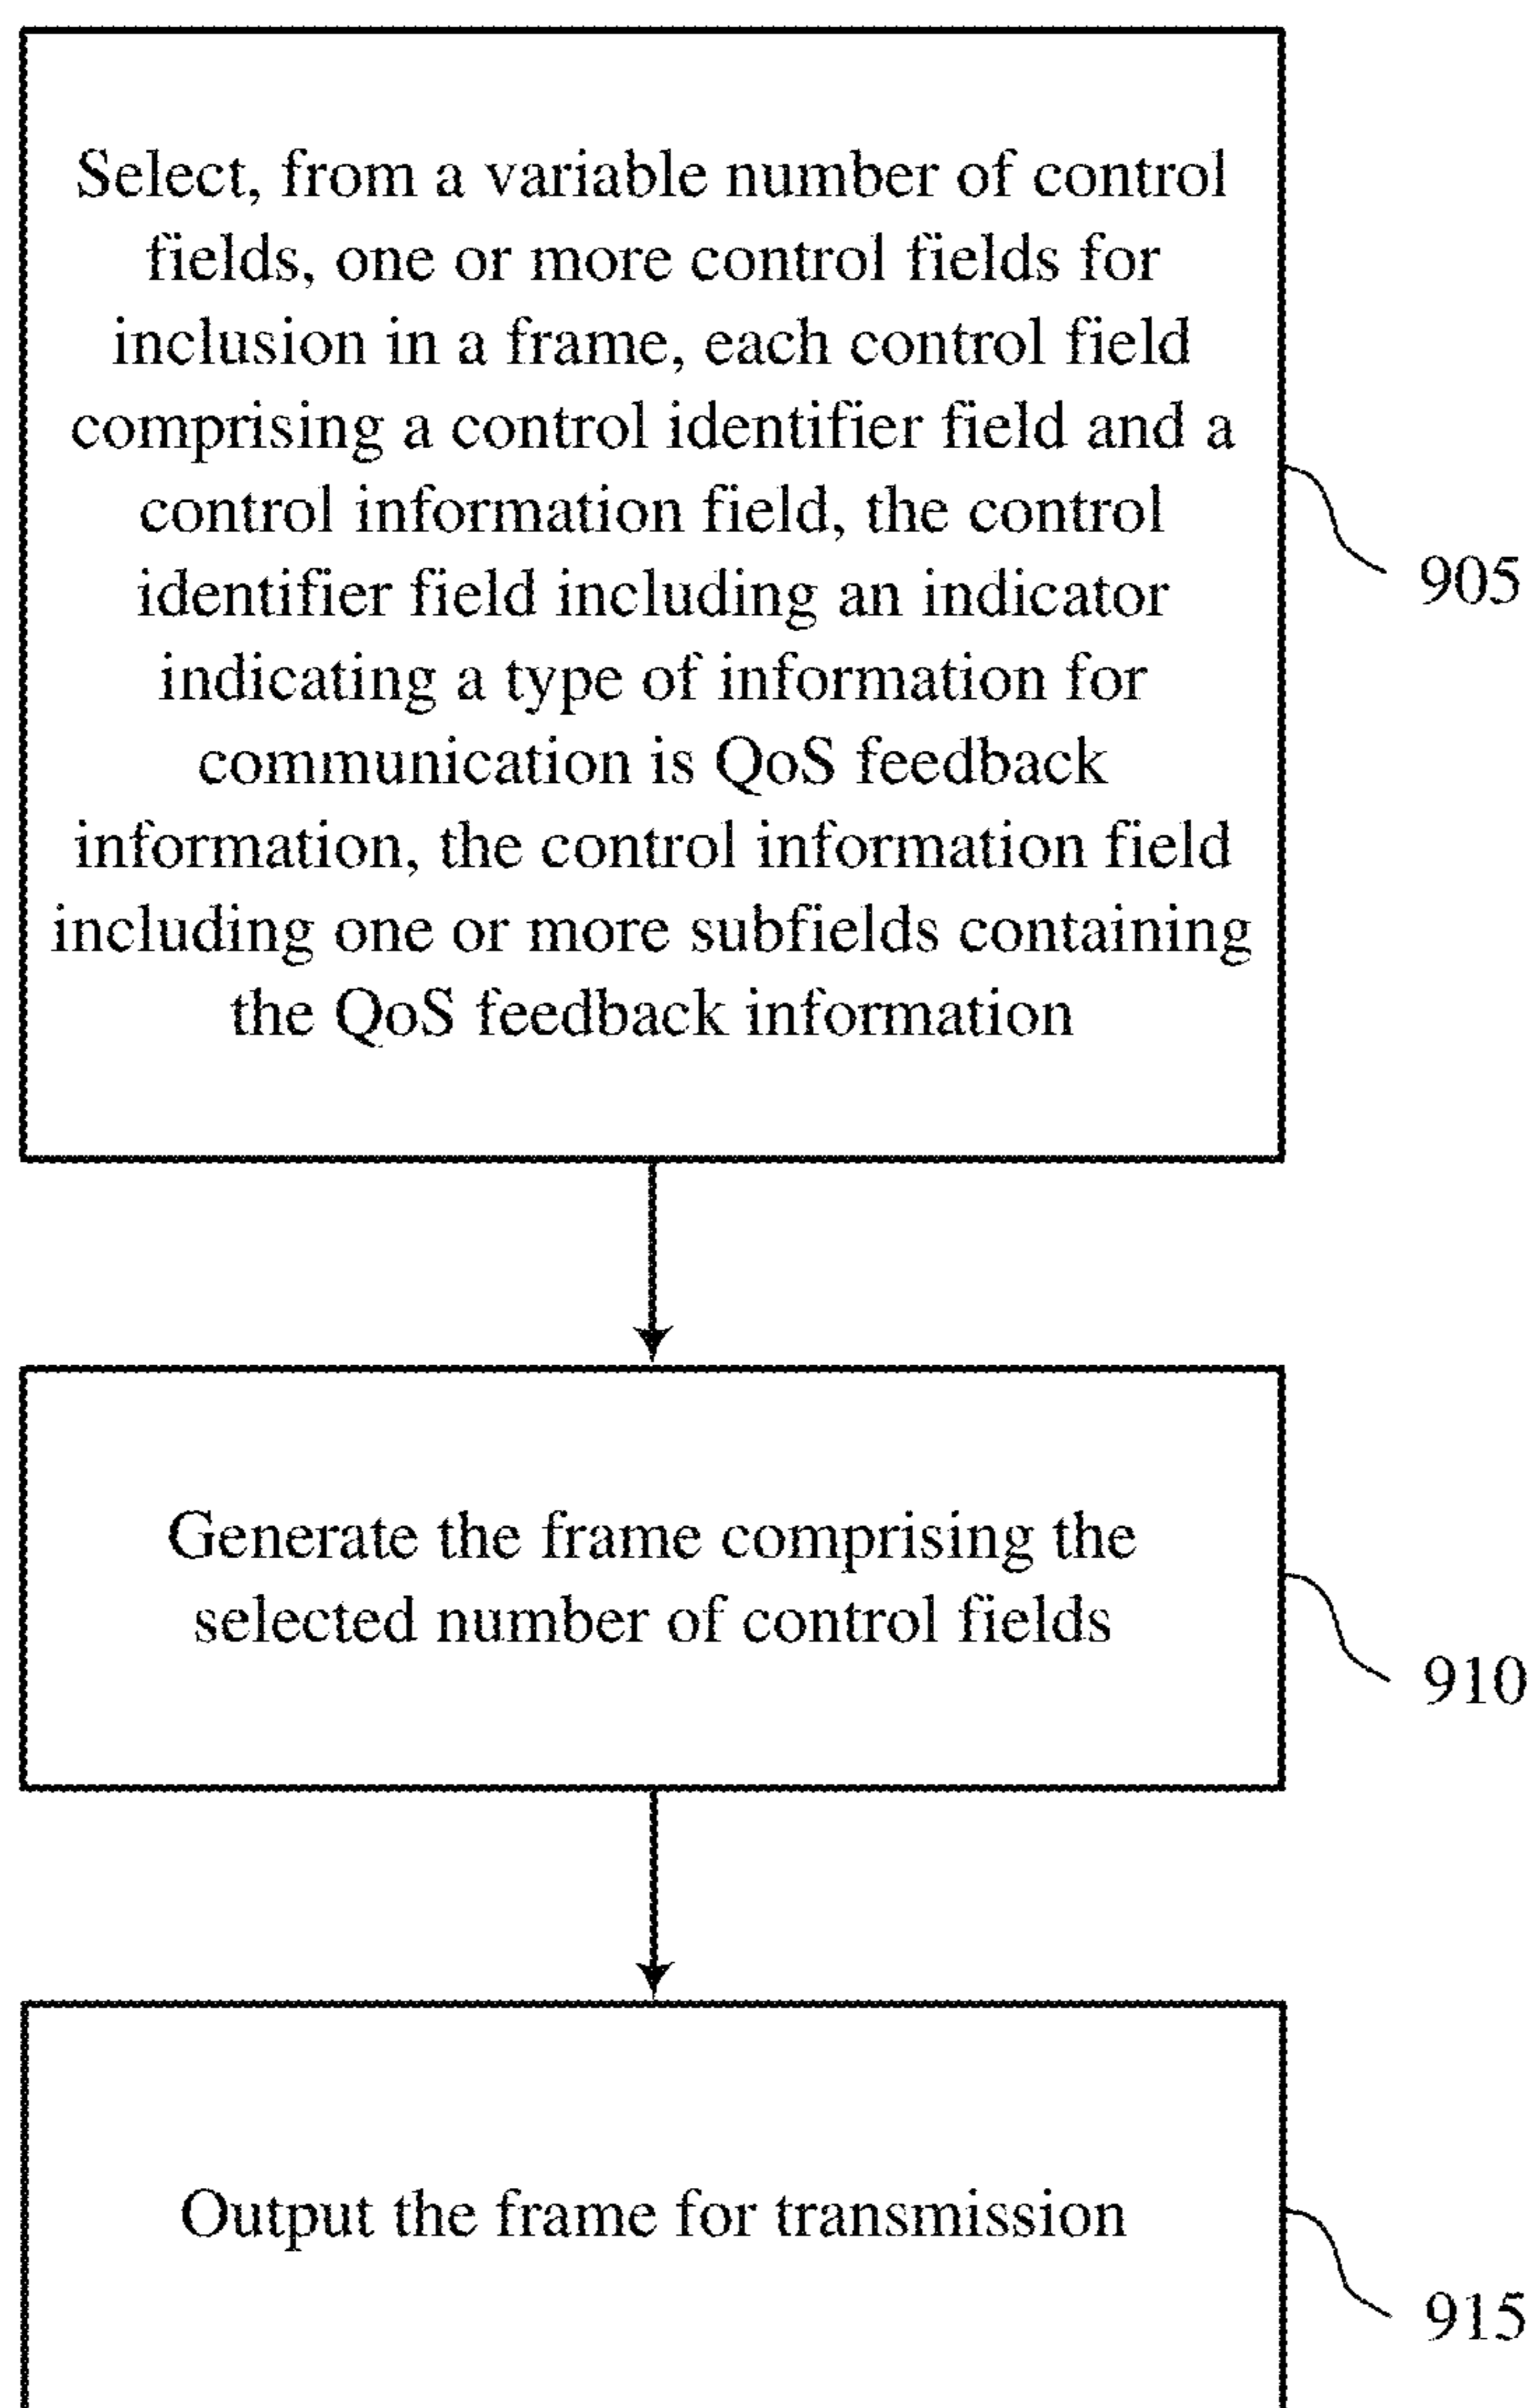 Select, from a variable number of control
fields, one or more control fields for
inclusion in a frame, each control field
comprising a control identifier field and a
control information field, the control
identifier field including an indicator
indicating a type of information for
communication is QoS feedback
information, the control information field
including one or more subfields containing
the QoS feedback information
905
Generate the frame comprising the
selected number of control fields
910
Output the frame for transmission
915